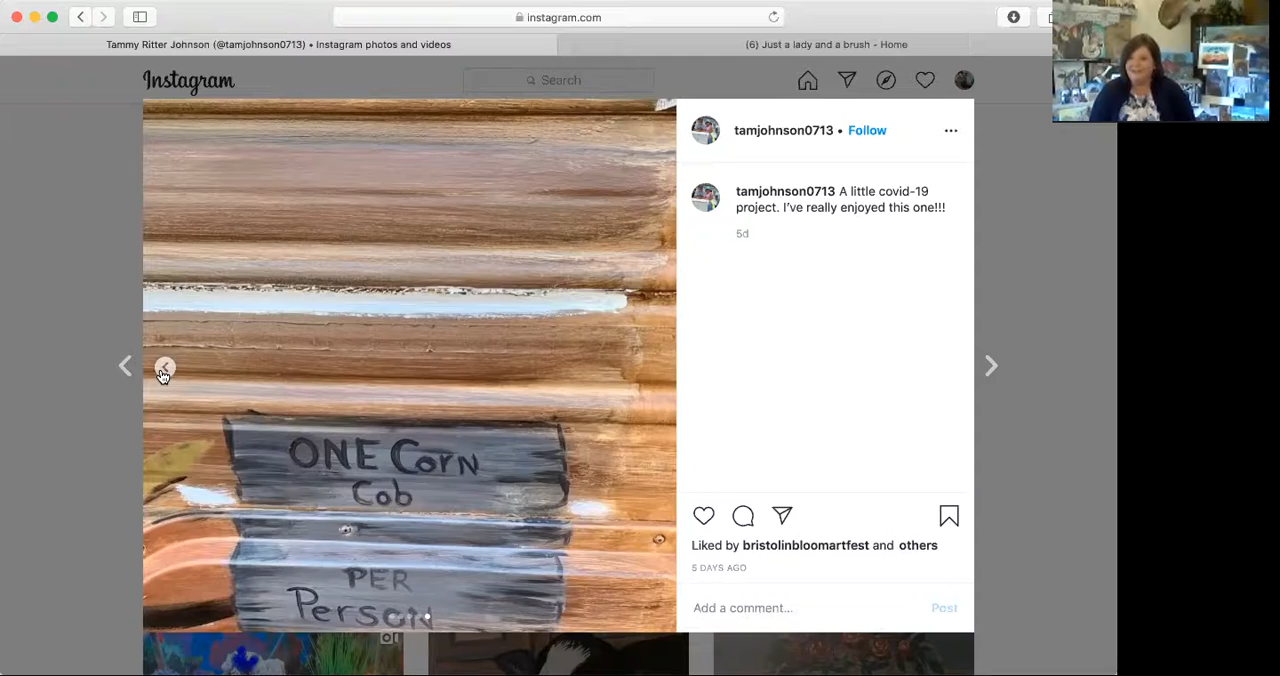 instagram.com
Tammy Ritter Johnson (@tamjohnson0713) • Instagram photos and videos
(6) Just a lady and a brush - Home
Instagram
Search
tamjohnson0713 • Follow
tamjohnson0713 A little covid-19
project. I've really enjoyed this one!!!
5d
ONE Corn
Cob
PER
Person
Liked by bristolinbloomartfest and others
5 DAYS AGO
Add a comment...
Post